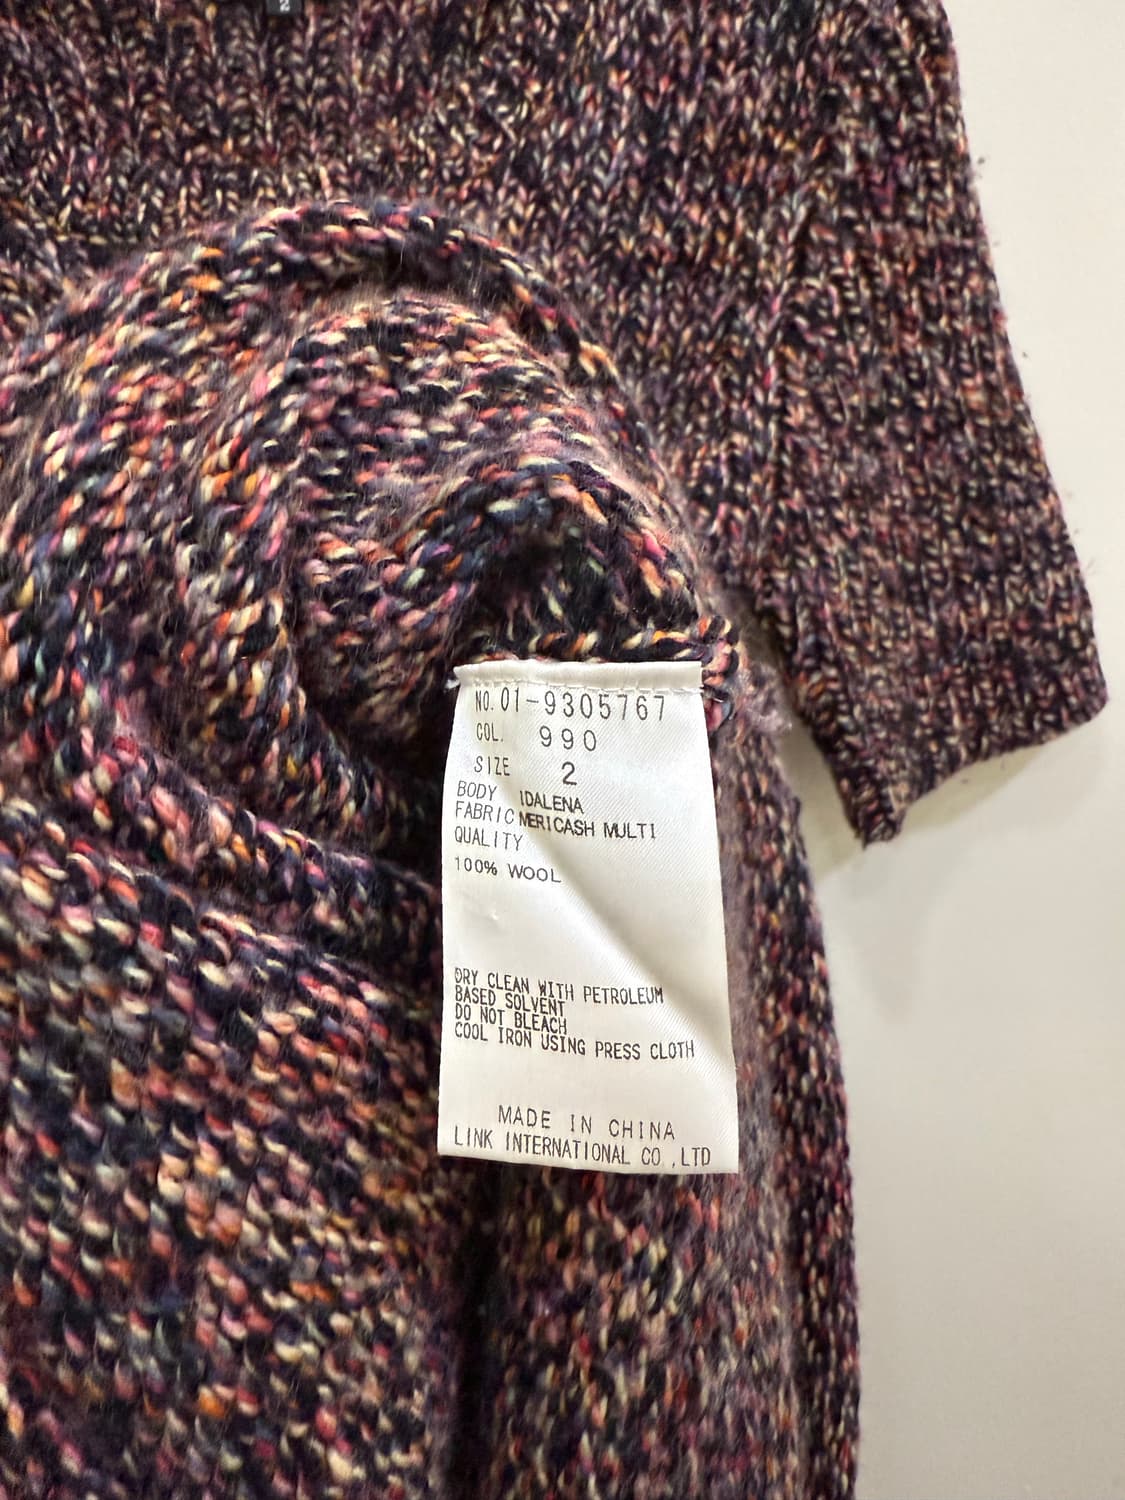 2
NO. 01-9305767
COL. 990
SIZE 2
BODY IDALENA
FABRIC MERICASH MULTI
QUALITY
100% WOOL
DRY CLEAN WITH PETROLEUM
BASED SOLVENT
DO NOT BLEACH
COOL IRON USING PRESS CLOTH
MADE IN CHINA
LINK INTERNATIONAL CO.,LTD